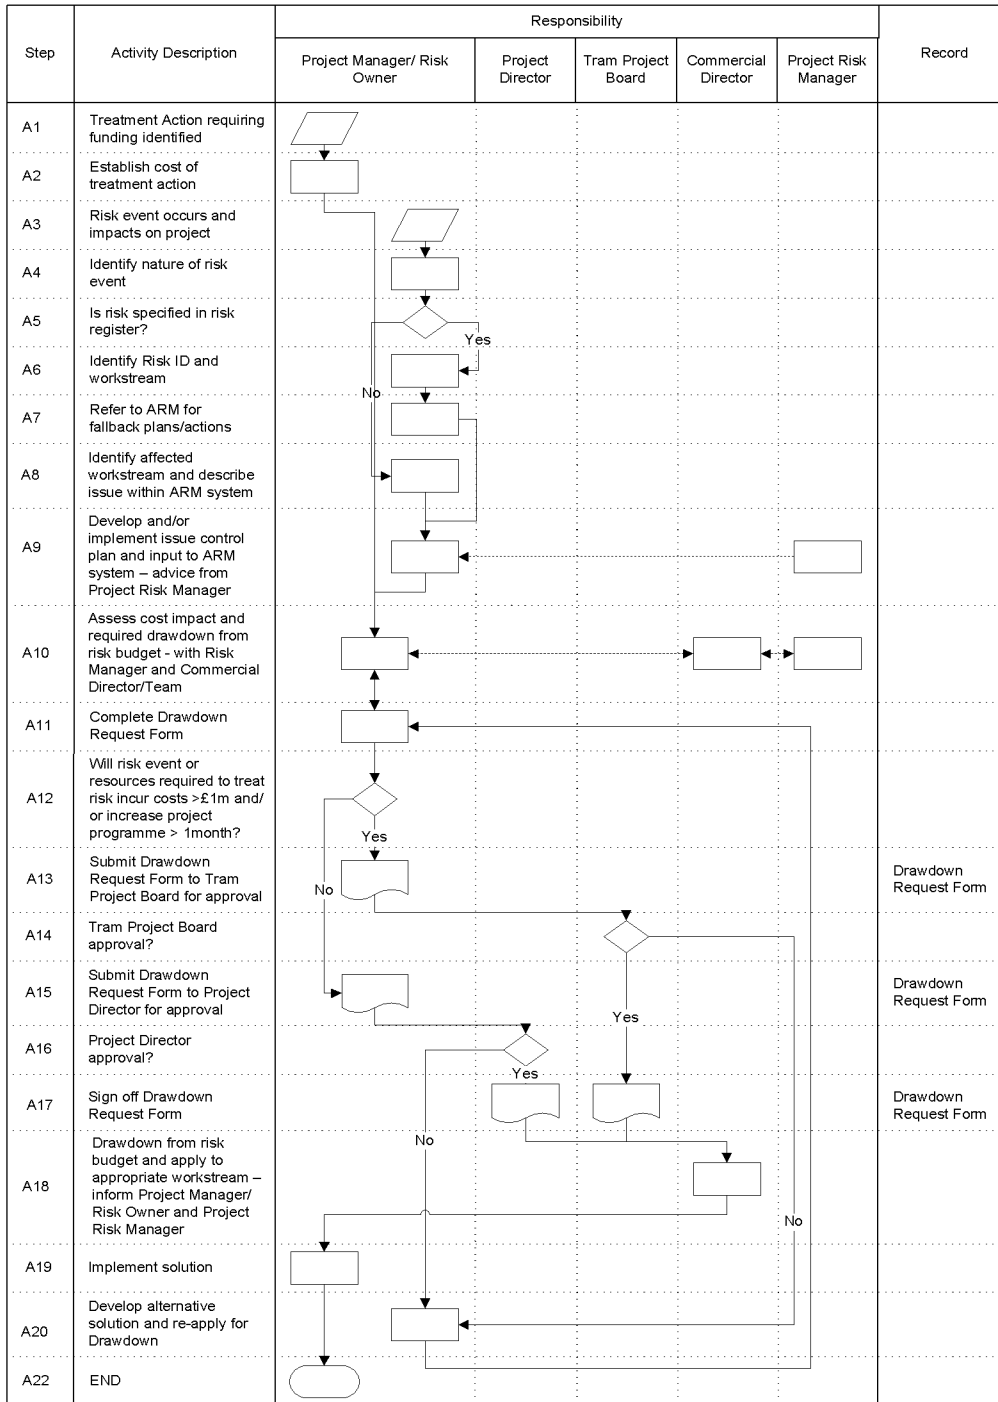 Responsibility
Step
Activity Description
Project Manager/ Risk
Owner
Project
Director
Tram Project
Board
Commercial
Director
Project Risk
Manager
Record
A1
Treatment Action requiring
funding identified
A2
Establish cost of
treatment action
A3
Risk event occurs and
impacts on project
A4
Identify nature of risk
event
A5
Is risk specified in risk
register?
Yes
A6
Identify Risk ID and
workstream
No
A7
Refer to ARM for
fallback plans/actions
A8
Identify affected
workstream and describe
issue within ARM system
A9
Develop and/or
implement issue control
plan and input to ARM
system – advice from
Project Risk Manager
A10
Assess cost impact and
required drawdown from
risk budget - with Risk
Manager and Commercial
Director/Team
A11
Complete Drawdown
Request Form
A12
Will risk event or
resources required to treat
risk incur costs >£1m and/
or increase project
programme > 1month?
Yes
A13
Submit Drawdown
Request Form to Tram
Project Board for approval
No
Drawdown
Request Form
A14
Tram Project Board
approval?
A15
Submit Drawdown
Request Form to Project
Director for approval
Drawdown
Request Form
Yes
A16
Project Director
approval?
Yes
A17
Sign off Drawdown
Request Form
Drawdown
Request Form
No
A18
Drawdown from risk
budget and apply to
appropriate workstream –
inform Project Manager/
Risk Owner and Project
Risk Manager
No
A19
Implement solution
A20
Develop alternative
solution and re-apply for
Drawdown
A22
END